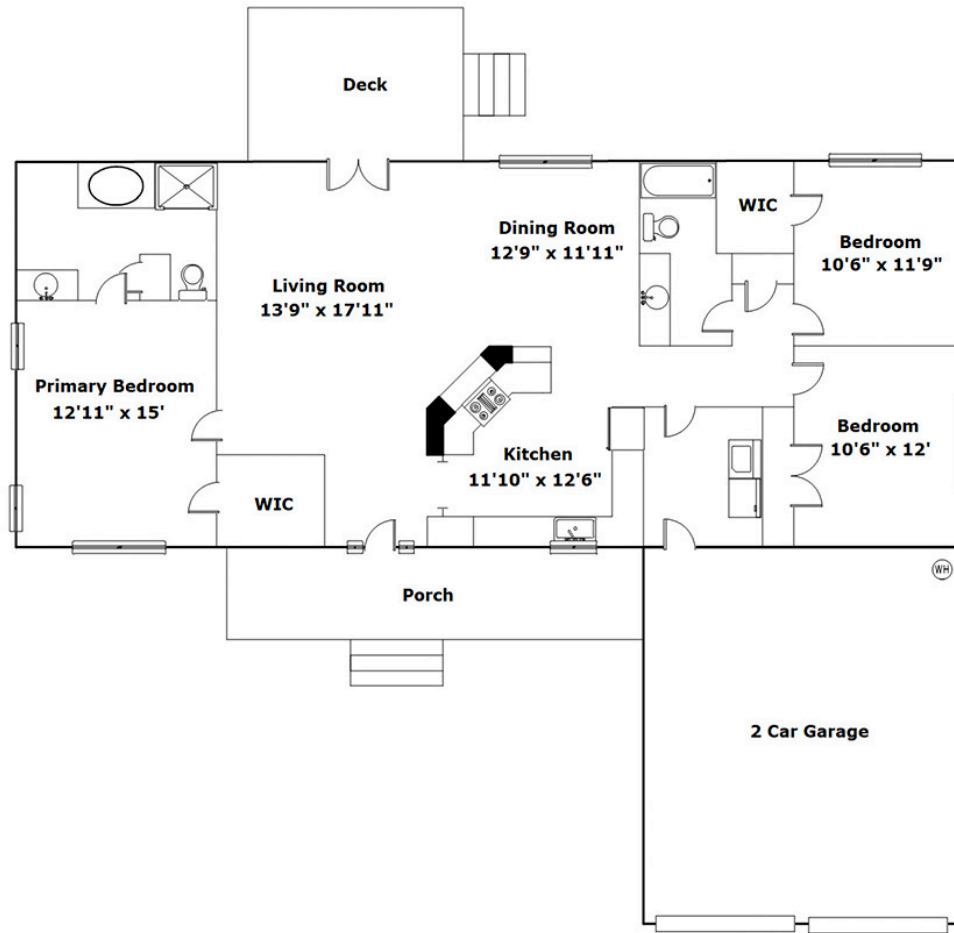 Deck
WIC
Dining Room
12'9" x 11'11"
Bedroom
10'6" x 11'9"
Living Room
13'9" x 17'11"
Primary Bedroom
12'11" x 15'
Bedroom
10'6" x 12'
Kitchen
11'10" x 12'6"
WIC
WH
Porch
2 Car Garage